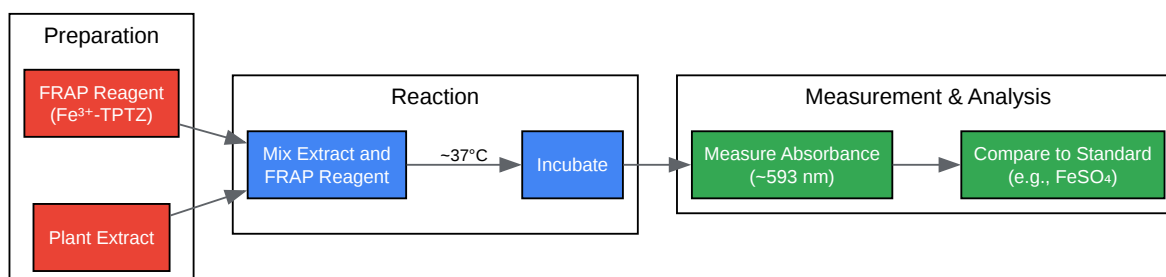 Preparation
FRAP Reagent
(Fe³⁺-TPTZ)
Plant Extract
Reaction
Mix Extract and
FRAP Reagent
~37°C
Incubate
Measurement & Analysis
Measure Absorbance
(~593 nm)
Compare to Standard
(e.g., FeSO₄)